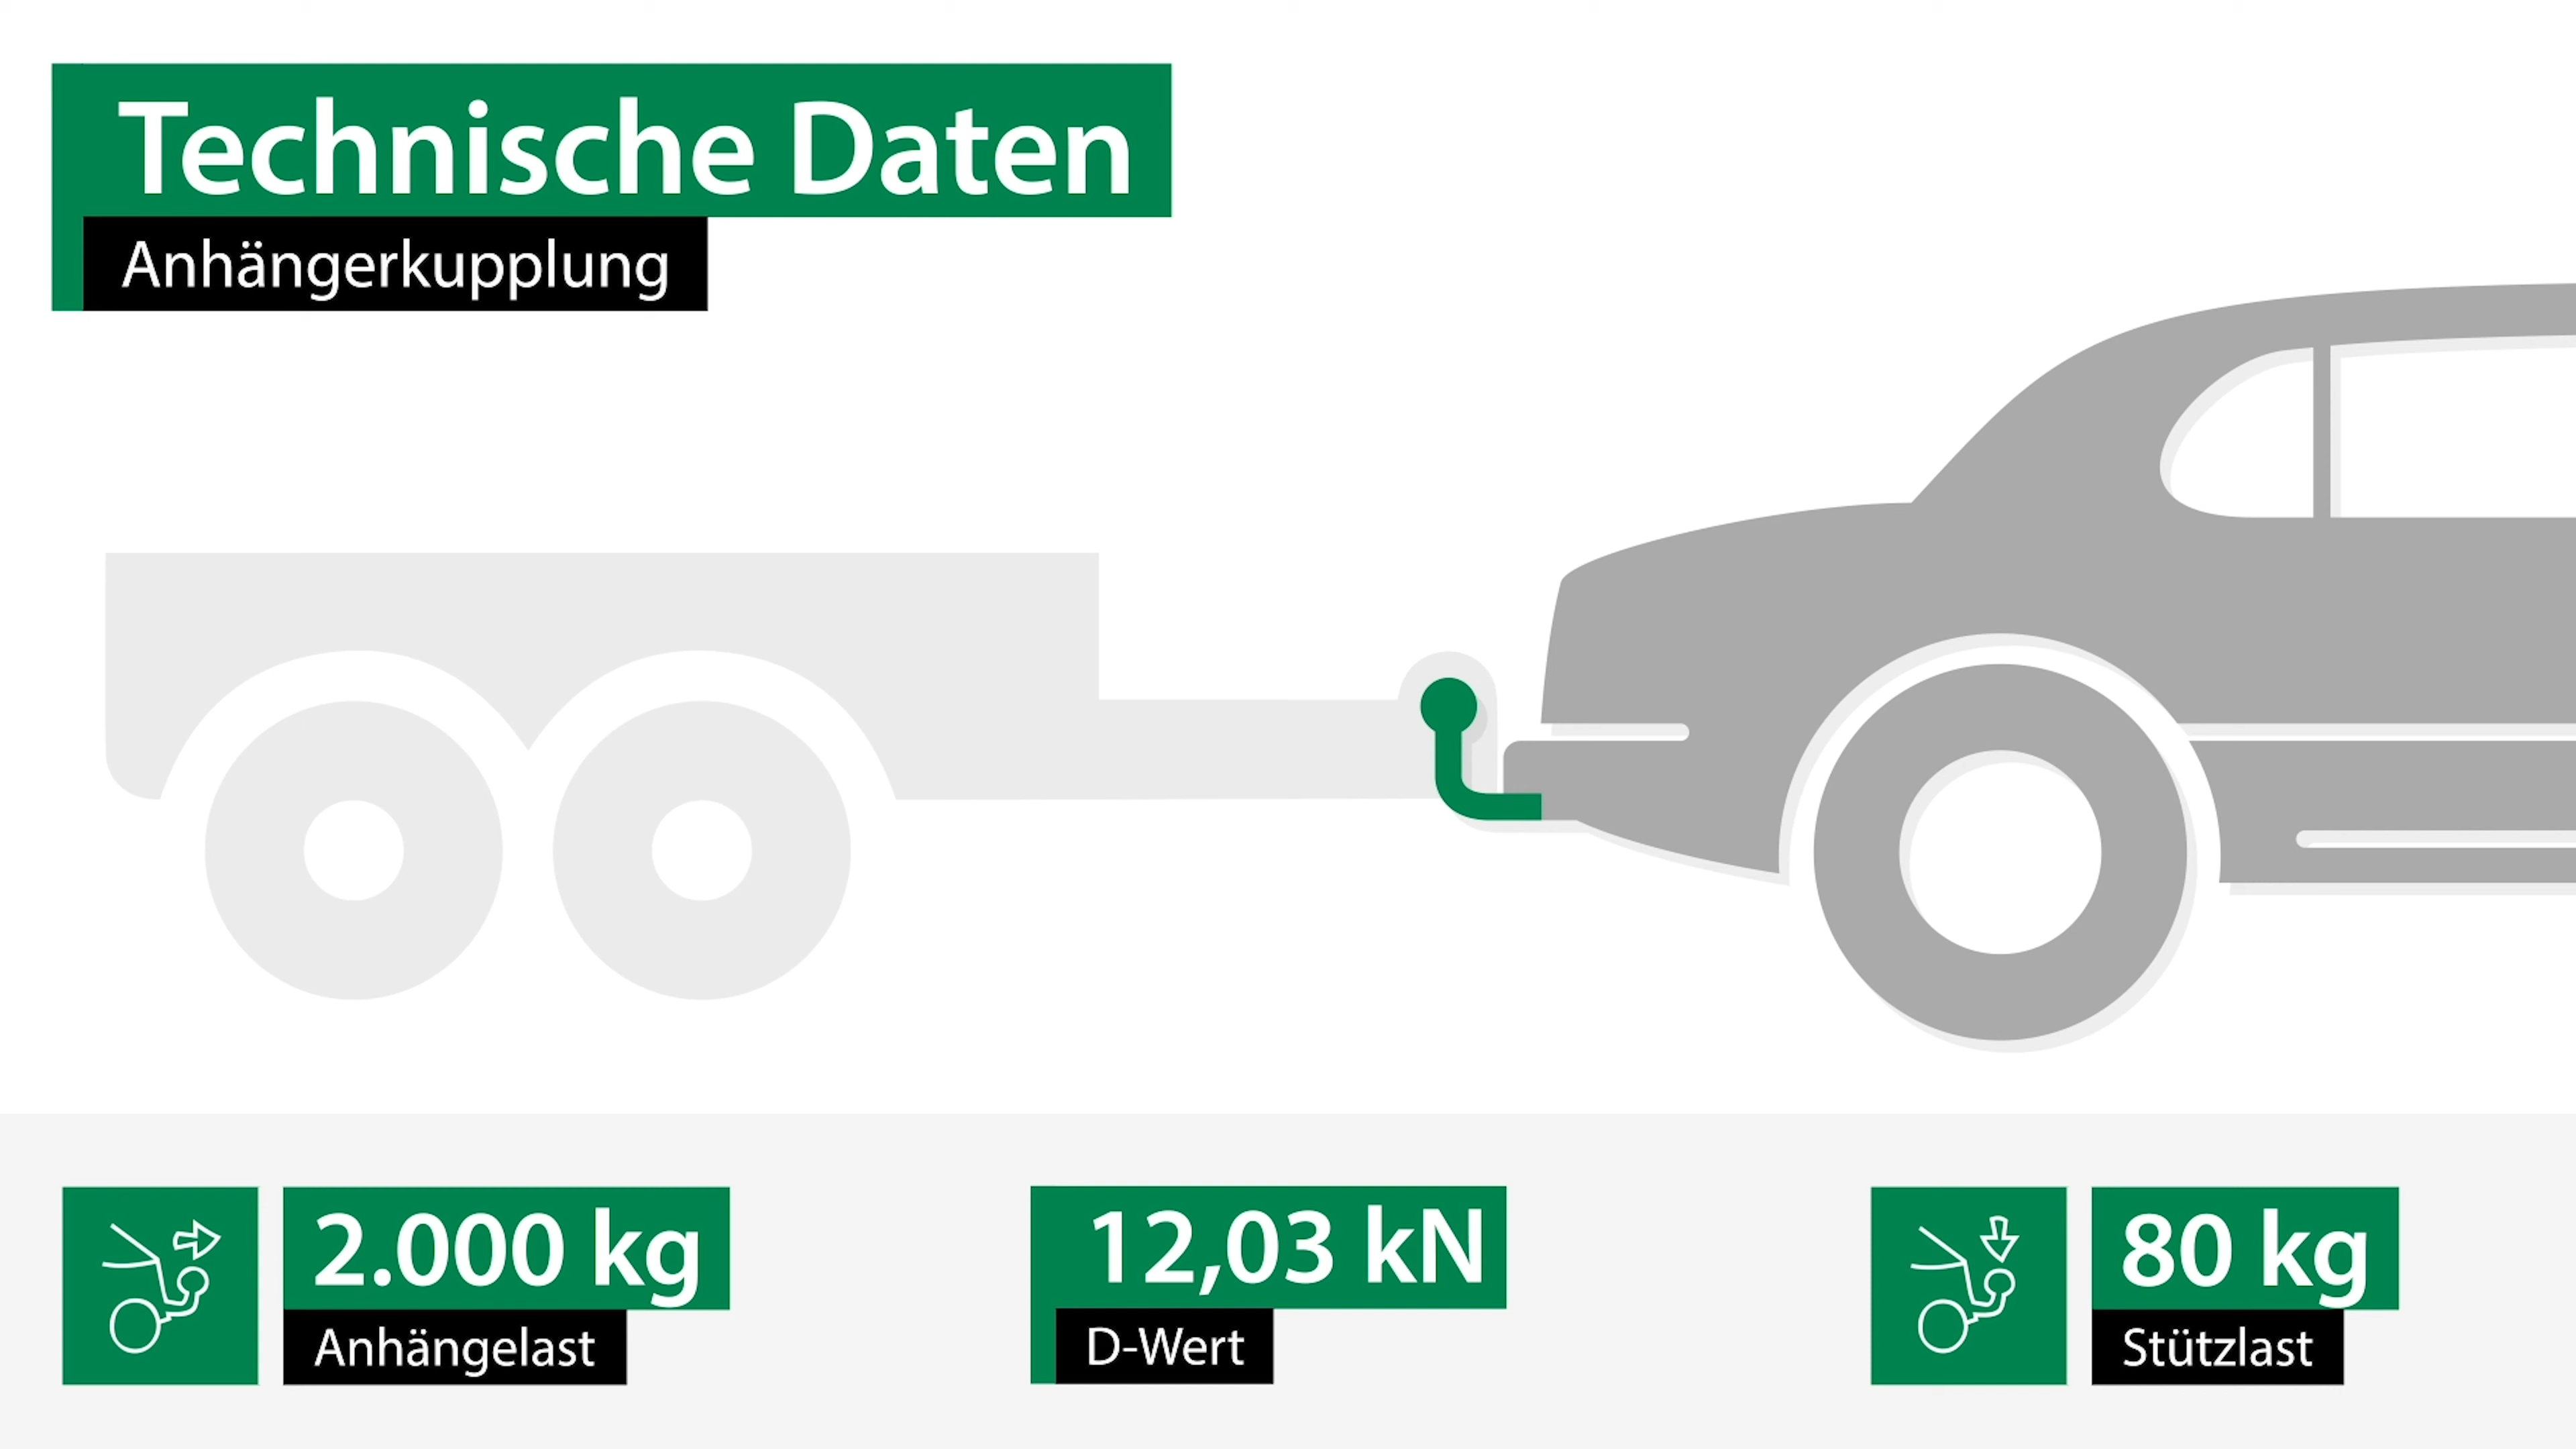 Technische Daten
Anhängerkupplung
2.000 kg
Anhängelast
12,03 kN
D-Wert
80 kg
Stützlast